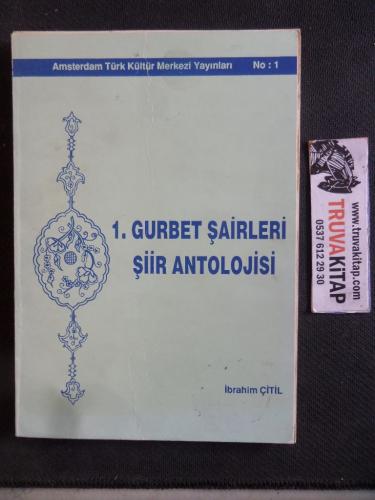 Amsterdam Türk Kültür Merkezi Yayınları No : 1
1. GURBET ŞAİRLERİ
ŞİİR ANTOLOJİSİ
İbrahim ÇİTİL
TRUVAKİTAP
www.truvakitap.com
0537 612 29 30